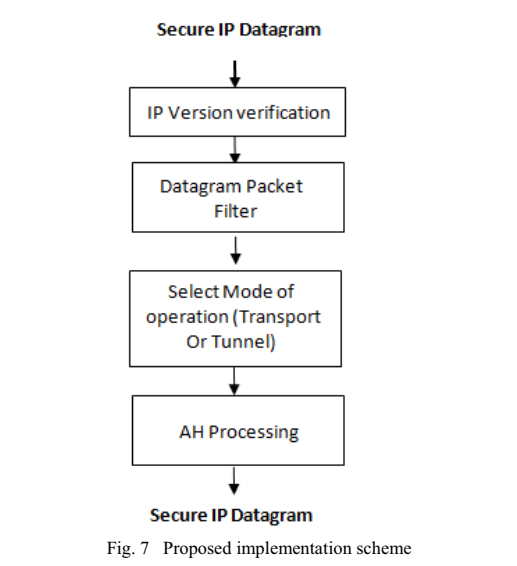 Secure IP Datagram
IP Version verification
Datagram Packet
Filter
Select Mode of
operation (Transport
Or Tunnel)
AH Processing
Secure IP Datagram
Fig. 7 Proposed implementation scheme